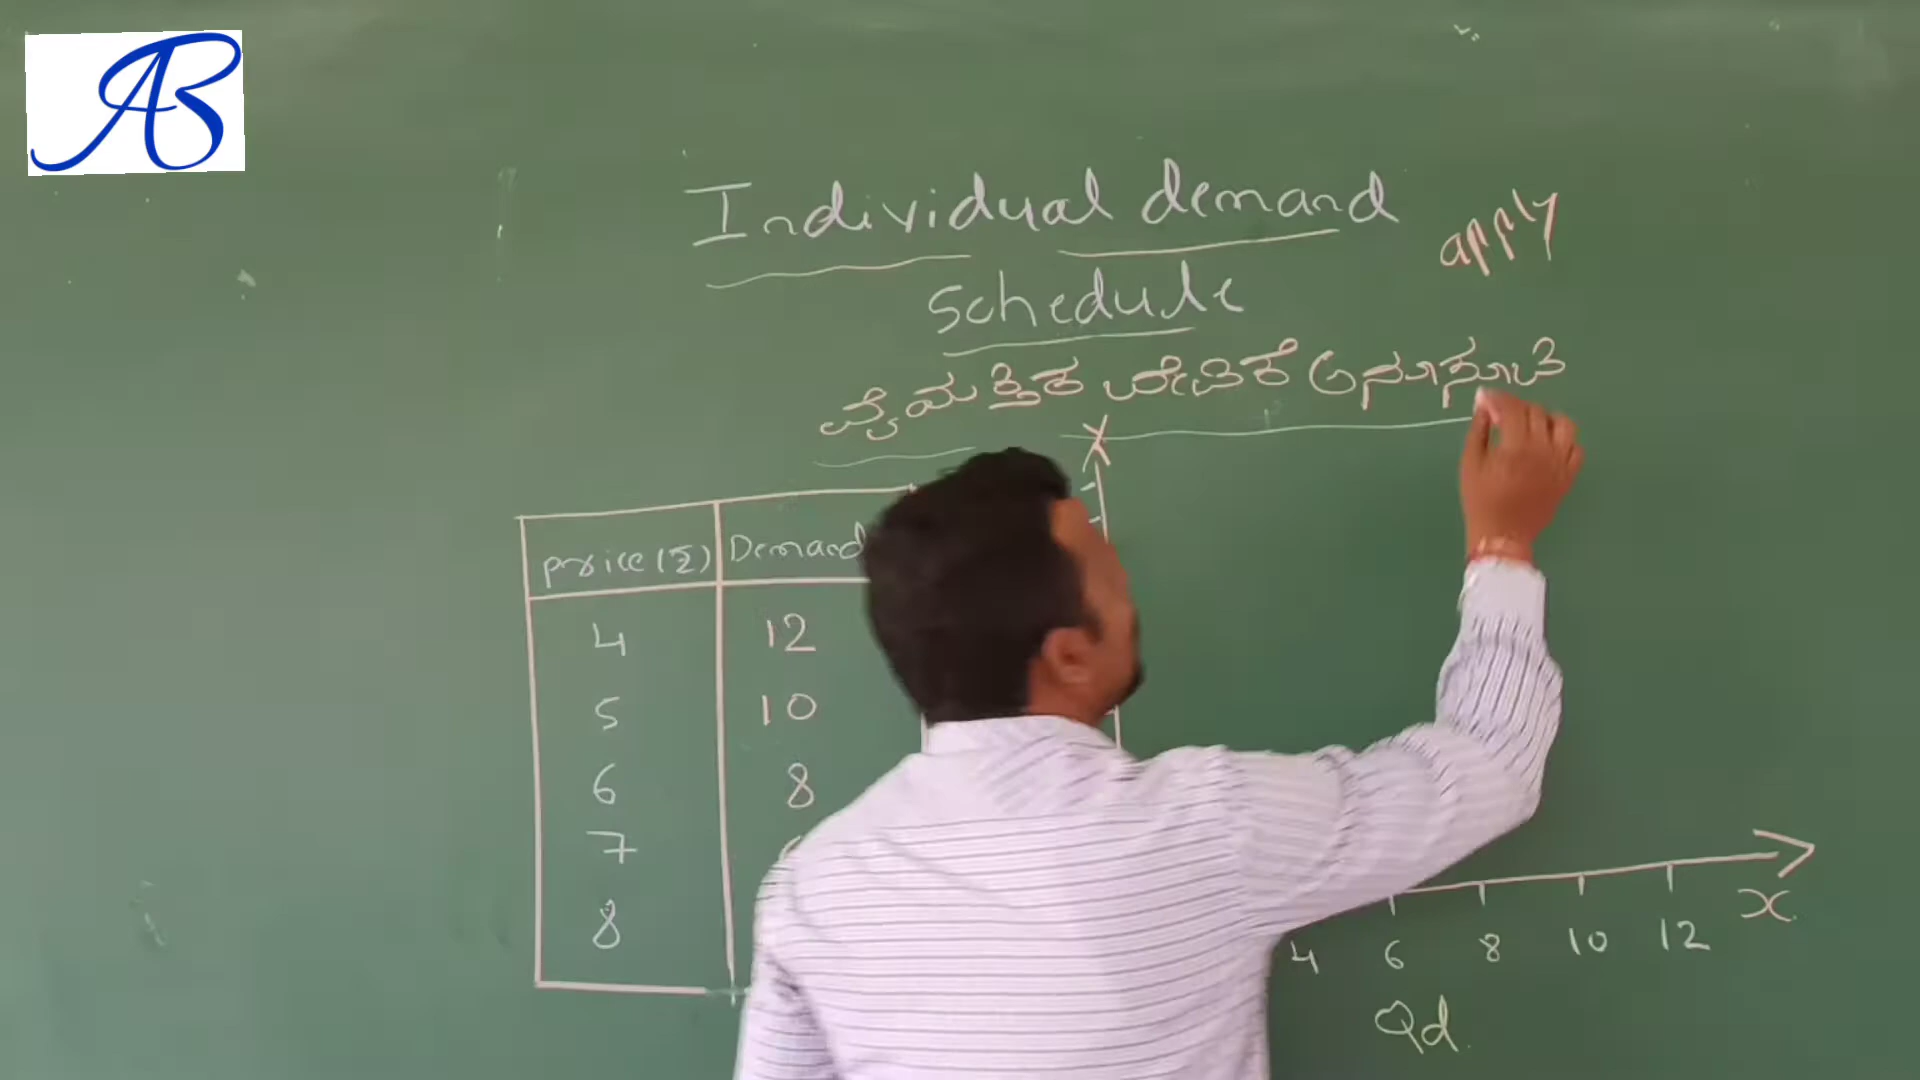 AB
Individual demand
schedule
apply
ವೈಯಕ್ತಿಕ ಬೇಡಿಕೆ ಅನುಸೂಚಿ
price (₹) Demand
4 12
5 10
6 8
7
8
4 6 8 10 12 x
Qd